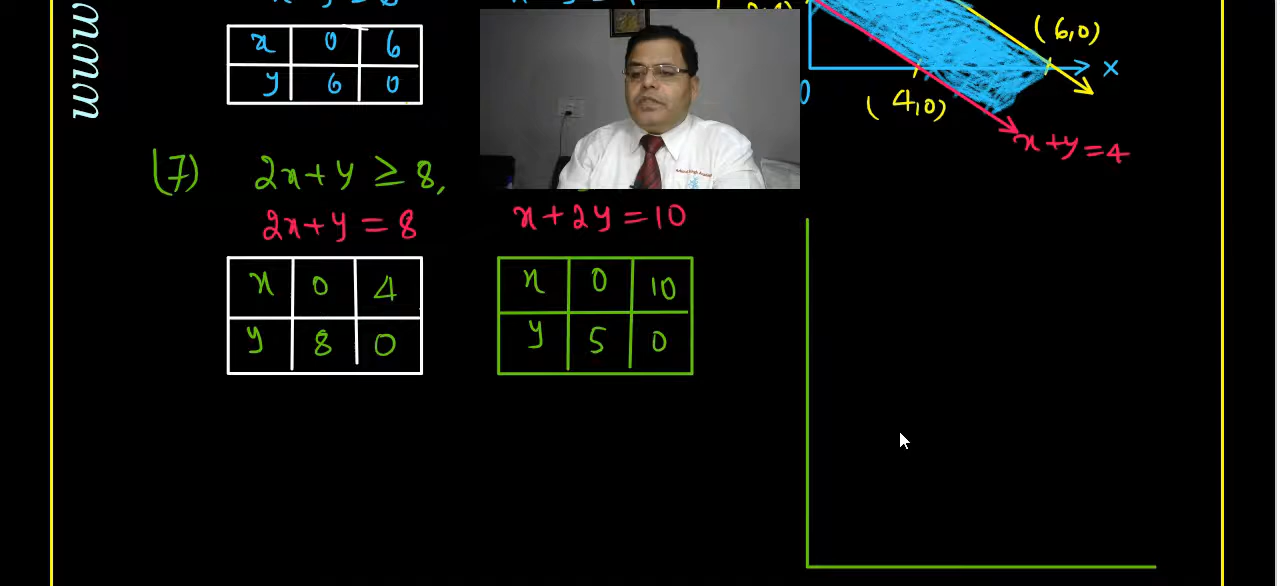 www
x 0 6
y 6 0
(6,0)
x
0
(4,0)
x+y=4
(7) 2x+y ≥ 8,
2x+y = 8
x+2y=10
x 0 4
y 8 0
x 0 10
y 5 0